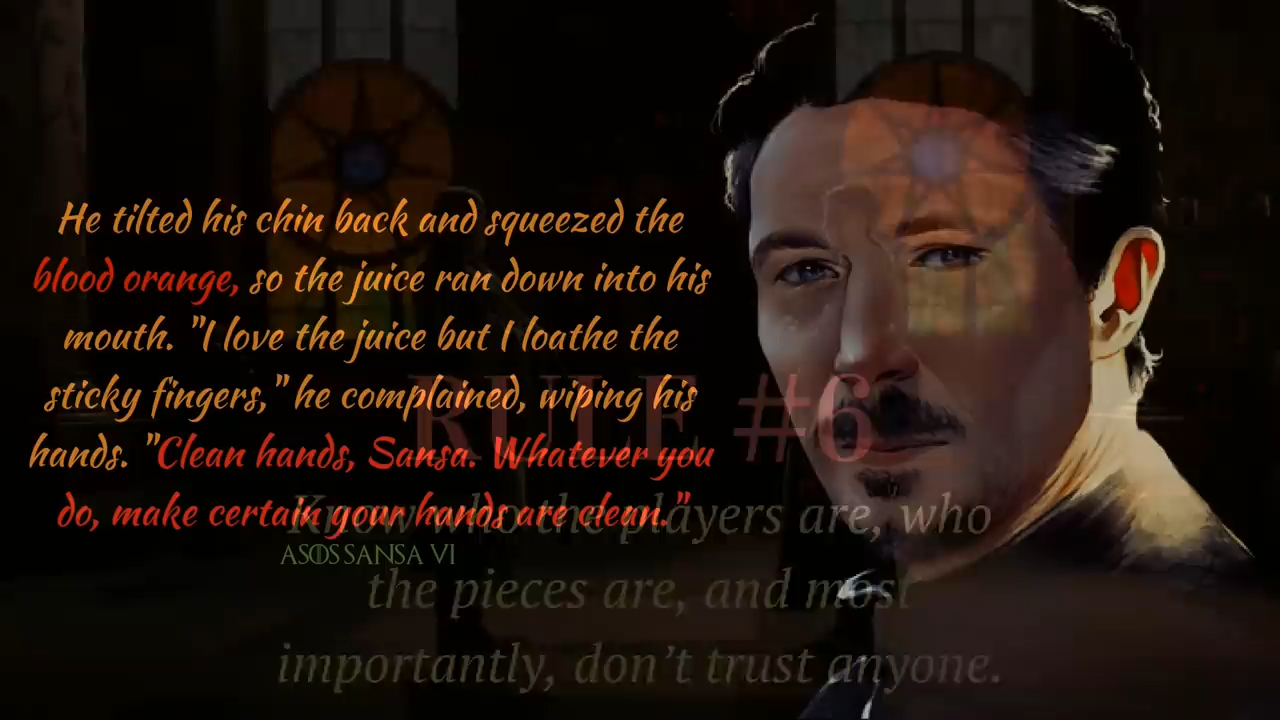 He tilted his chin back and squeezed the
blood orange, so the juice ran down into his
mouth. "I love the juice but I loathe the
sticky fingers," he complained, wiping his
hands. "Clean hands, Sansa. Whatever you
do, make certain your hands are clean."
ASOS SANSA VI
RULE #6
Know who the players are, who
the pieces are, and most
importantly, don't trust anyone.